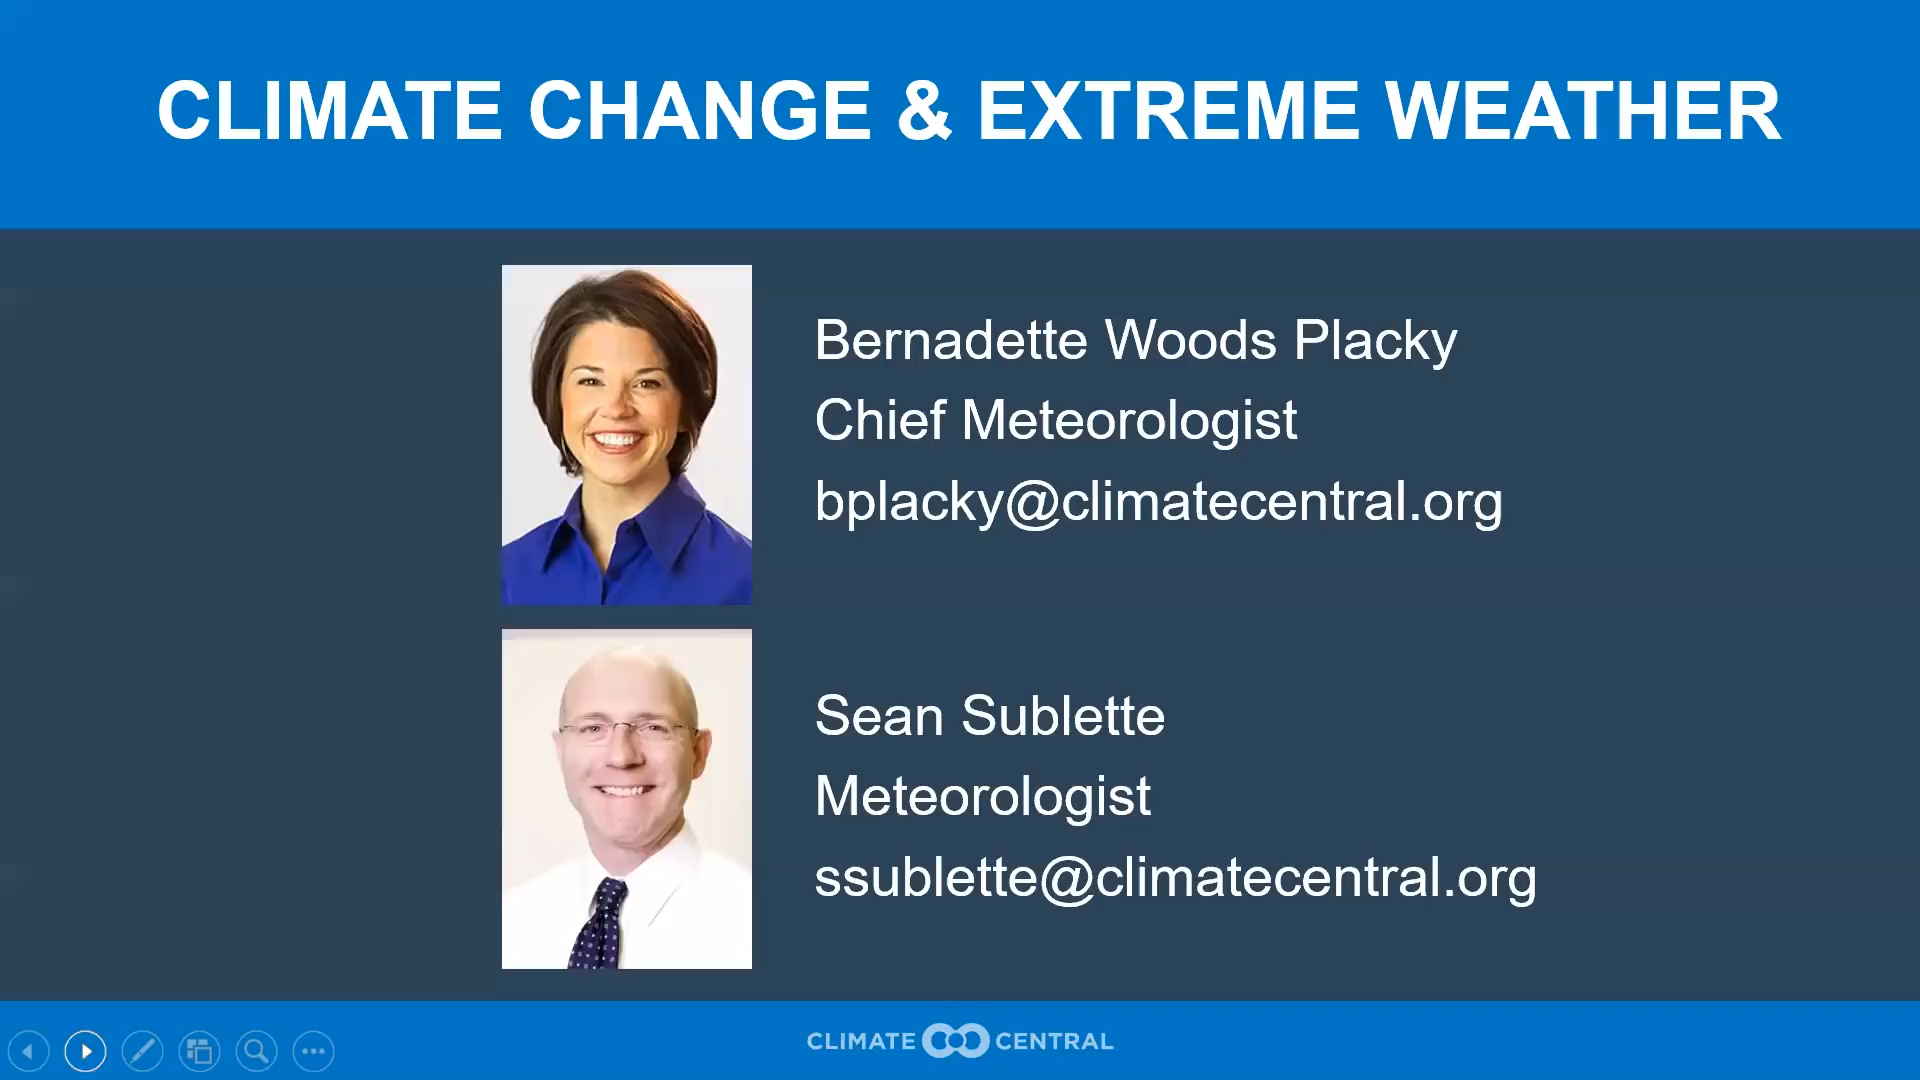 CLIMATE CHANGE & EXTREME WEATHER
Bernadette Woods Placky
Chief Meteorologist
bplacky@climatecentral.org
Sean Sublette
Meteorologist
ssublette@climatecentral.org
CLIMATE CENTRAL